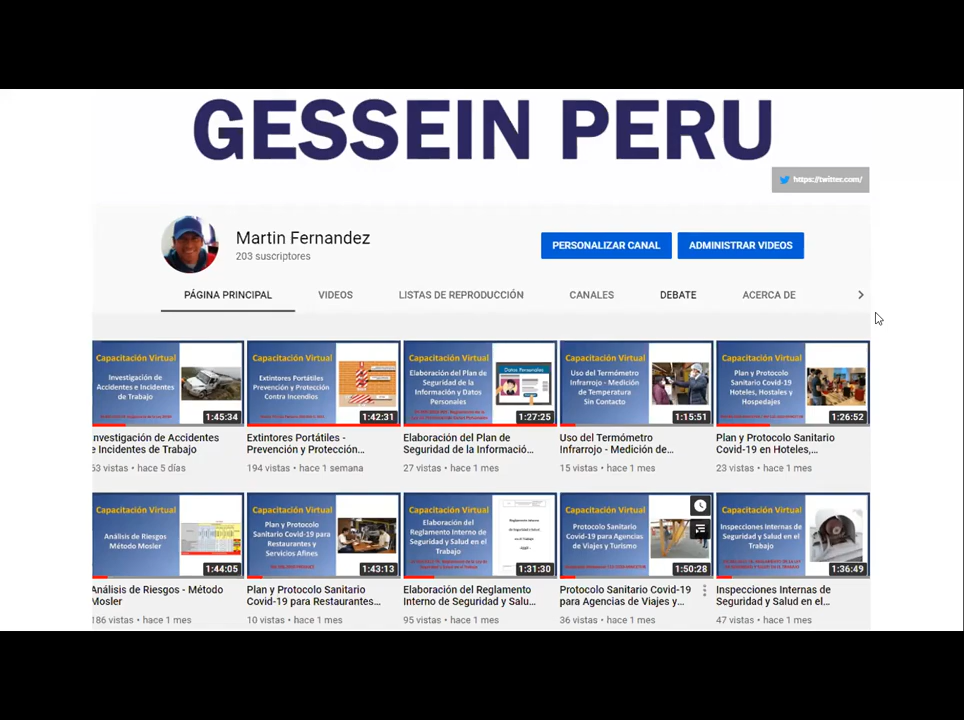 GESSEIN PERU
https://twitter.com/
Martin Fernandez
203 suscriptores
PERSONALIZAR CANAL
ADMINISTRAR VIDEOS
PÁGINA PRINCIPAL
VIDEOS
LISTAS DE REPRODUCCIÓN
CANALES
DEBATE
ACERCA DE
Capacitación Virtual
Investigación de
Accidentes e Incidentes
de Trabajo
1:45:34
nvestigación de Accidentes
e Incidentes de Trabajo
63 vistas • hace 5 días
Capacitación Virtual
Extintores Portátiles
Prevención y Protección
Contra Incendios
1:42:31
Extintores Portátiles -
Prevención y Protección...
194 vistas • hace 1 semana
Capacitación Virtual
Elaboración del Plan de
Seguridad de la
Información y Datos
Personales
Datos Personales
1:27:25
Elaboración del Plan de
Seguridad de la Informació...
27 vistas • hace 1 mes
Capacitación Virtual
Uso del Termómetro
Infrarrojo - Medición
de Temperatura
Sin Contacto
1:15:51
Uso del Termómetro
Infrarrojo - Medición de...
15 vistas • hace 1 mes
Capacitación Virtual
Plan y Protocolo
Sanitario Covid-19
Hoteles, Hostales y
Hospedajes
1:26:52
Plan y Protocolo Sanitario
Covid-19 en Hoteles,...
23 vistas • hace 1 mes
Capacitación Virtual
Análisis de Riesgos
Método Mosler
1:44:05
Análisis de Riesgos - Método
Mosler
186 vistas • hace 1 mes
Capacitación Virtual
Plan y Protocolo
Sanitario Covid-19 para
Restaurantes y
Servicios Afines
1:43:13
Plan y Protocolo Sanitario
Covid-19 para Restaurantes...
10 vistas • hace 1 mes
Capacitación Virtual
Elaboración del
Reglamento Interno de
Seguridad y Salud en el
Trabajo
1:31:30
Elaboración del Reglamento
Interno de Seguridad y Salu...
95 vistas • hace 1 mes
Capacitación Virtual
Protocolo Sanitario
Covid-19 para Agencias
de Viajes y Turismo
1:50:28
Protocolo Sanitario Covid-19
para Agencias de Viajes y...
36 vistas • hace 1 mes
Capacitación Virtual
Inspecciones Internas de
Seguridad y Salud en el
Trabajo
1:36:49
Inspecciones Internas de
Seguridad y Salud en el...
47 vistas • hace 1 mes